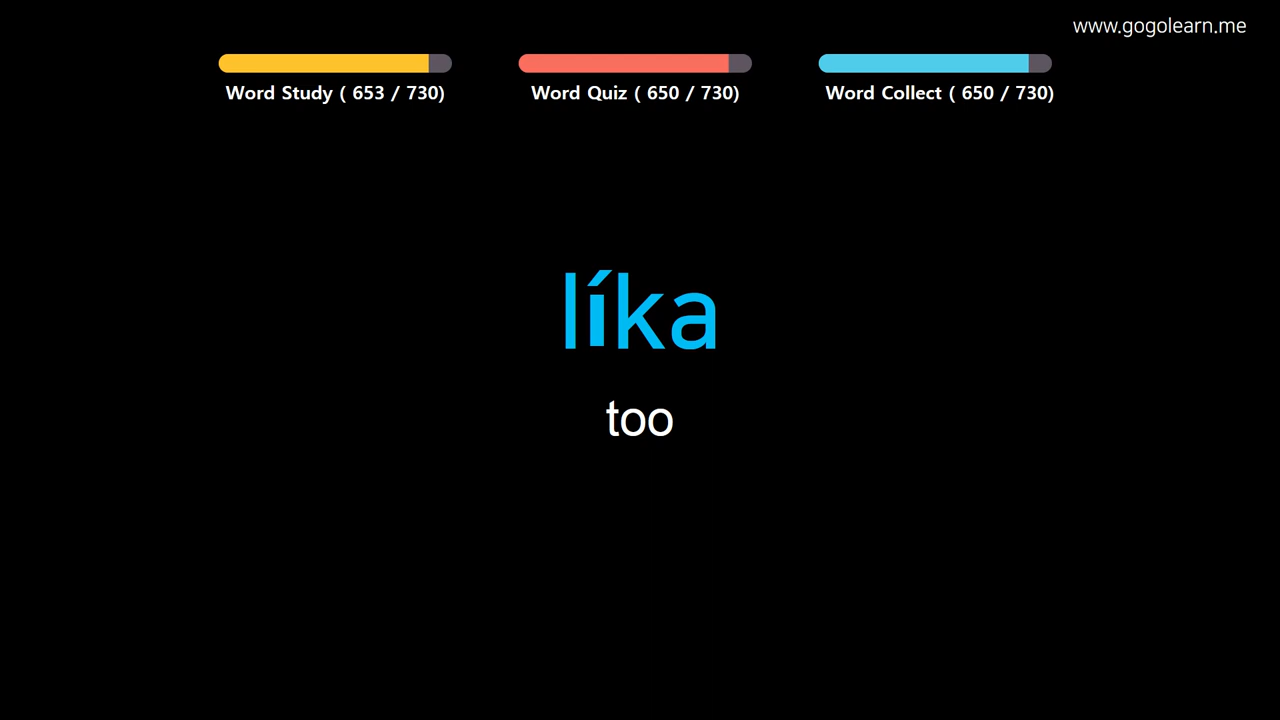 www.gogolearn.me
Word Study ( 653 / 730)
Word Quiz ( 650 / 730)
Word Collect ( 650 / 730)
líka
too